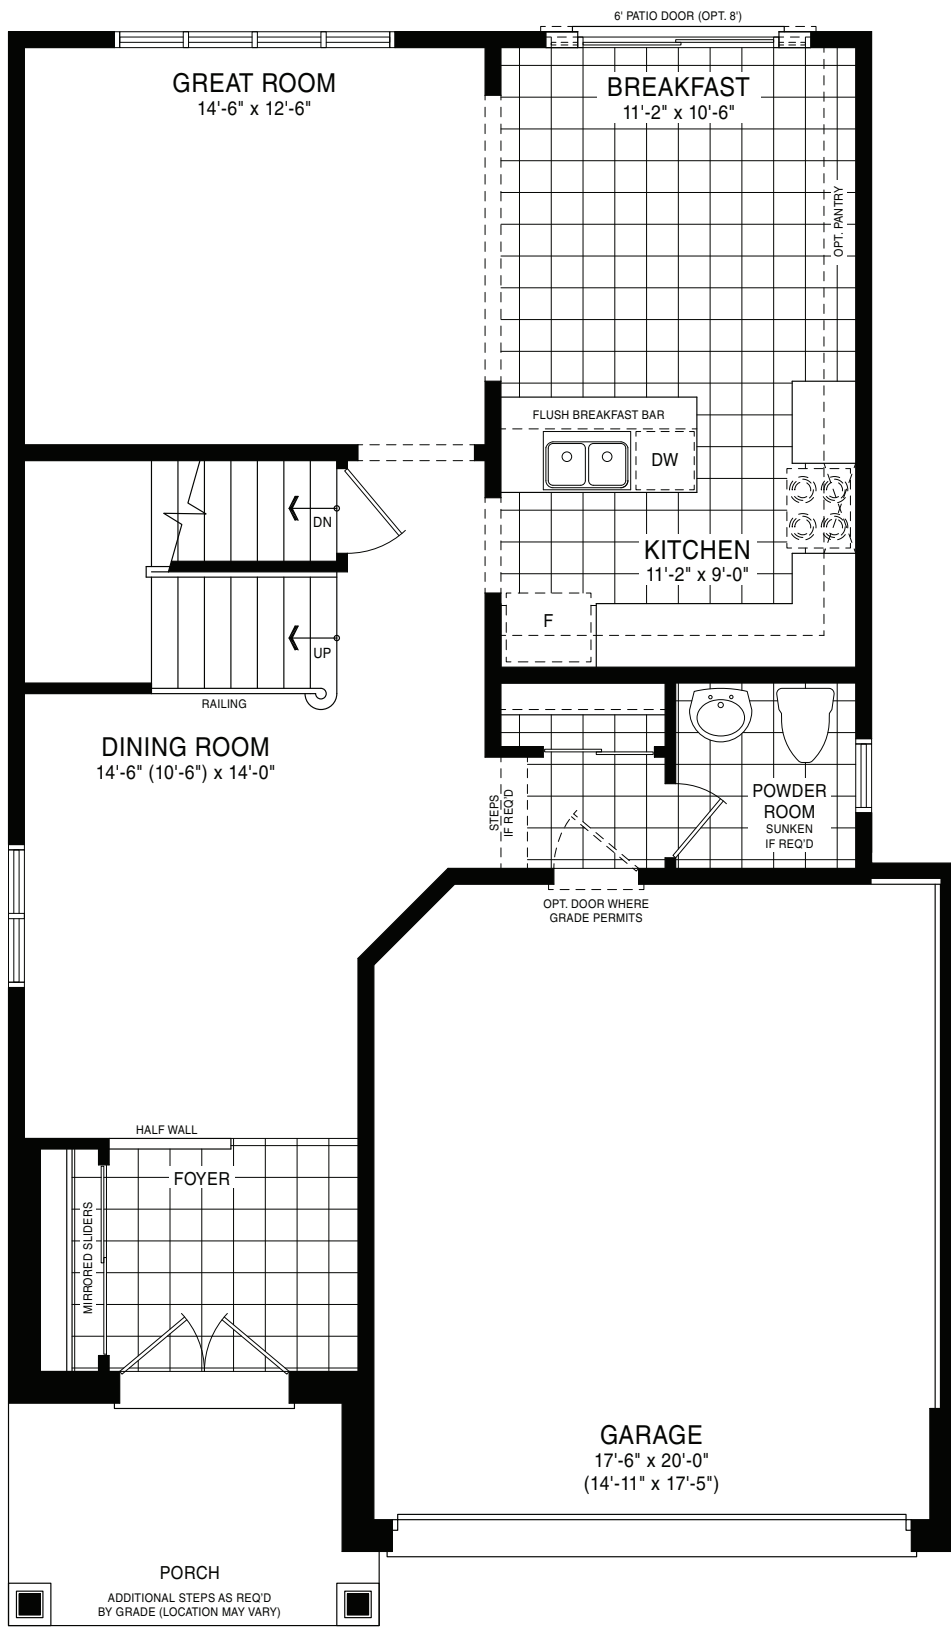 6' PATIO DOOR (OPT. 8')
GREAT ROOM
14'-6" x 12'-6"
BREAKFAST
11'-2" x 10'-6"
OPT. PANTRY
FLUSH BREAKFAST BAR
DW
DN
KITCHEN
11'-2" x 9'-0"
F
UP
RAILING
DINING ROOM
14'-6" (10'-6") x 14'-0"
STEPS
IF REQ'D
POWDER
ROOM
SUNKEN
IF REQ'D
OPT. DOOR WHERE
GRADE PERMITS
HALF WALL
FOYER
MIRRORED SLIDERS
GARAGE
17'-6" x 20'-0"
(14'-11" x 17'-5")
PORCH
ADDITIONAL STEPS AS REQ'D
BY GRADE (LOCATION MAY VARY)